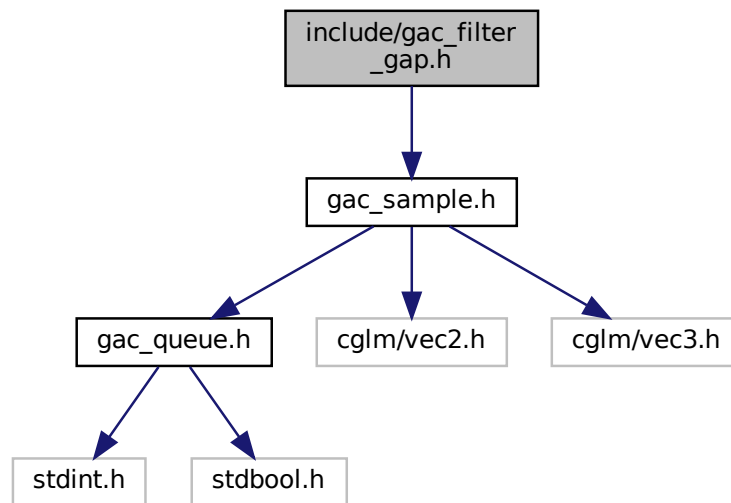 include/gac_filter
_gap.h
gac_sample.h
gac_queue.h
cglm/vec2.h
cglm/vec3.h
stdint.h
stdbool.h